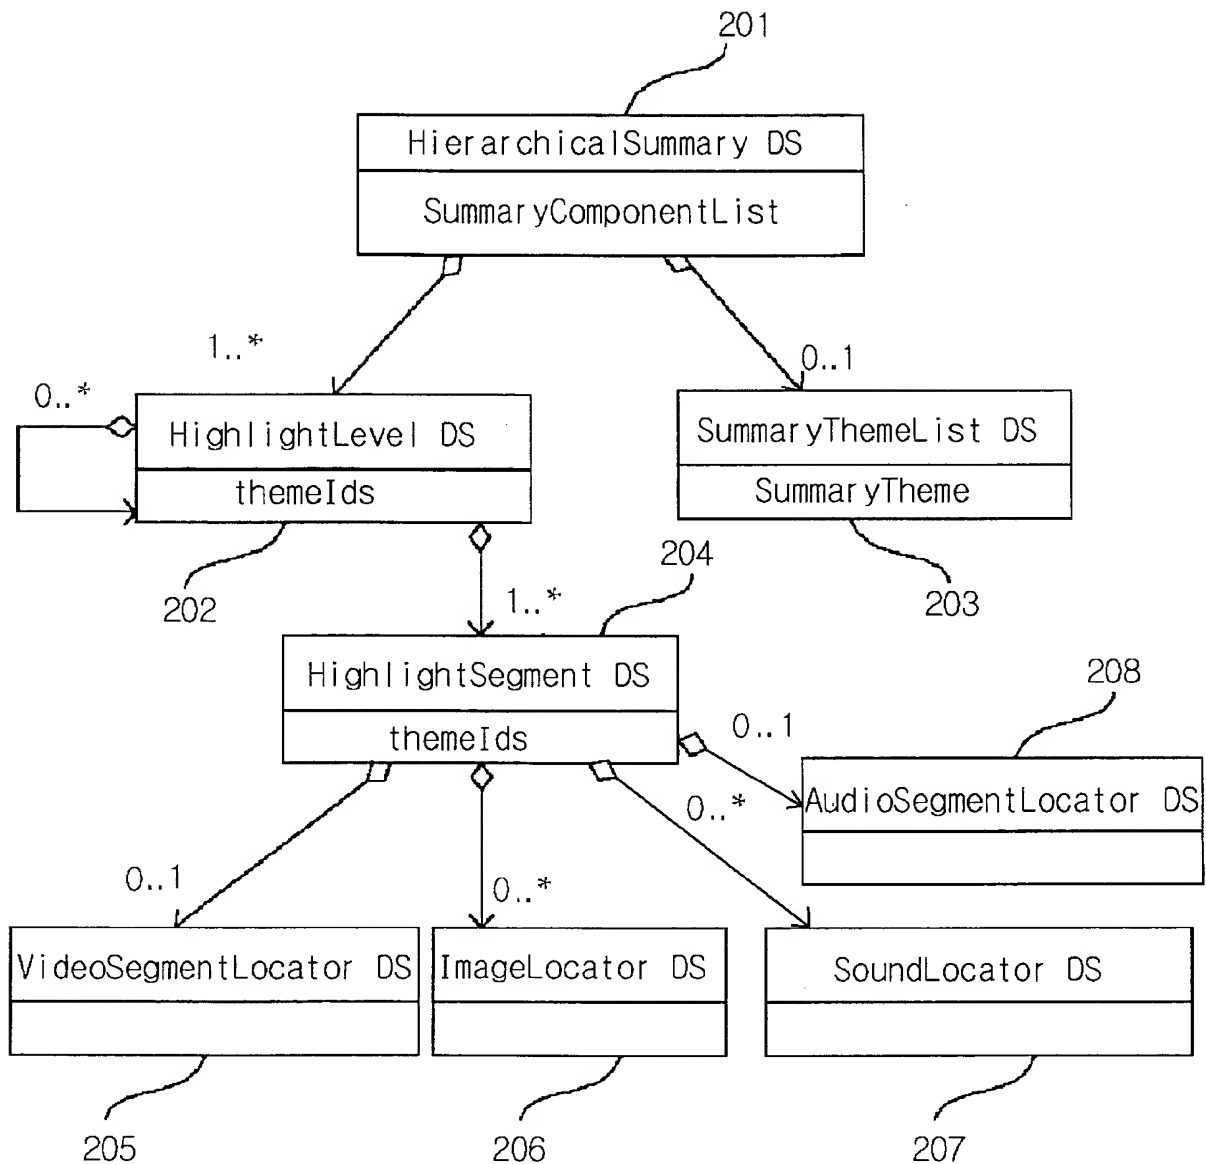 201
HierarchicalSummary DS
SummaryComponentList
1..*
0..1
0..*
HighlightLevel DS
themeIds
SummaryThemeList DS
SummaryTheme
202
203
204
1..*
HighlightSegment DS
themeIds
208
0..1
AudioSegmentLocator DS
0..*
0..1
0..*
VideoSegmentLocator DS
ImageLocator DS
SoundLocator DS
205
206
207